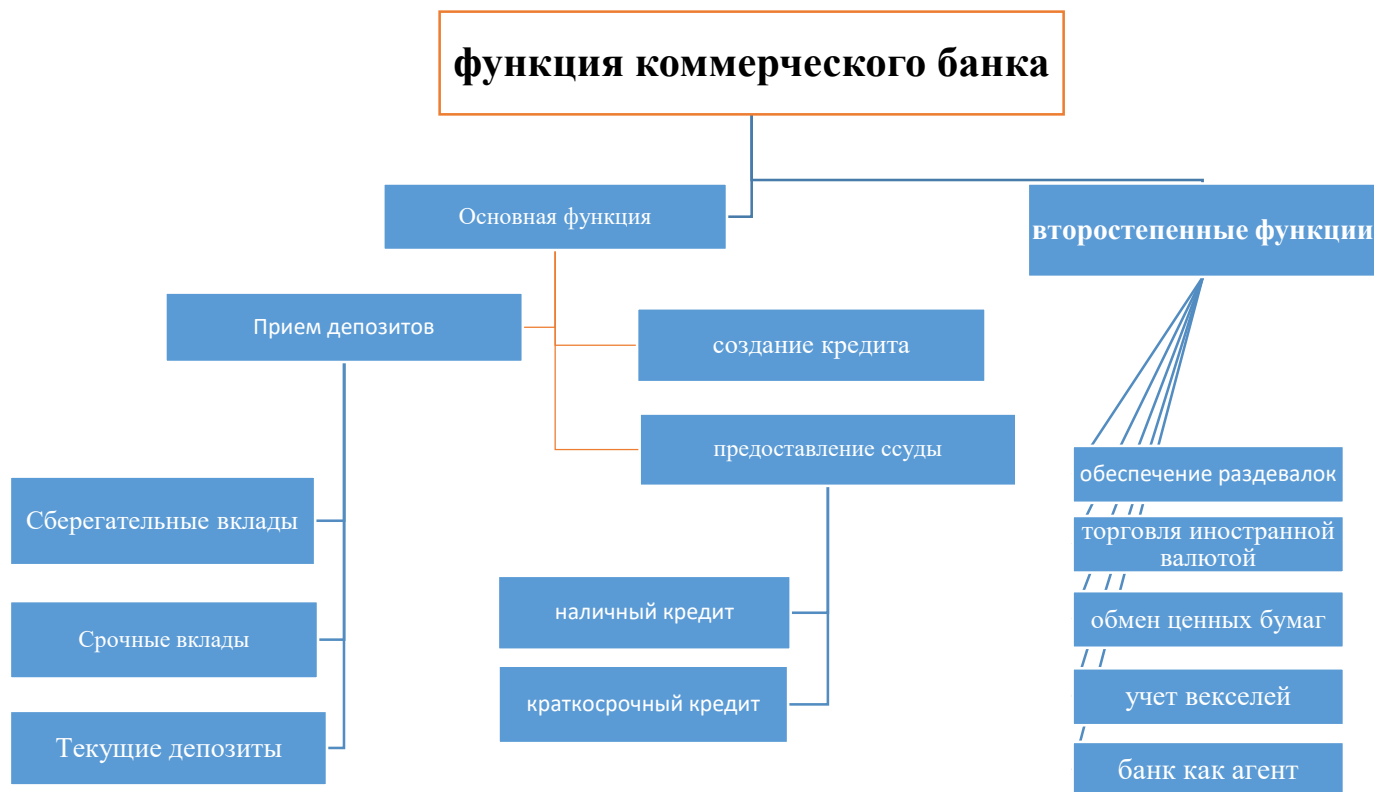 функция коммерческого банка
Основная функция
второстепенные функции
Прием депозитов
создание кредита
предоставление ссуды
Сберегательные вклады
Срочные вклады
Текущие депозиты
наличный кредит
краткосрочный кредит
обеспечение раздевалок
торговля иностранной
валютой
обмен ценных бумаг
учет векселей
банк как агент